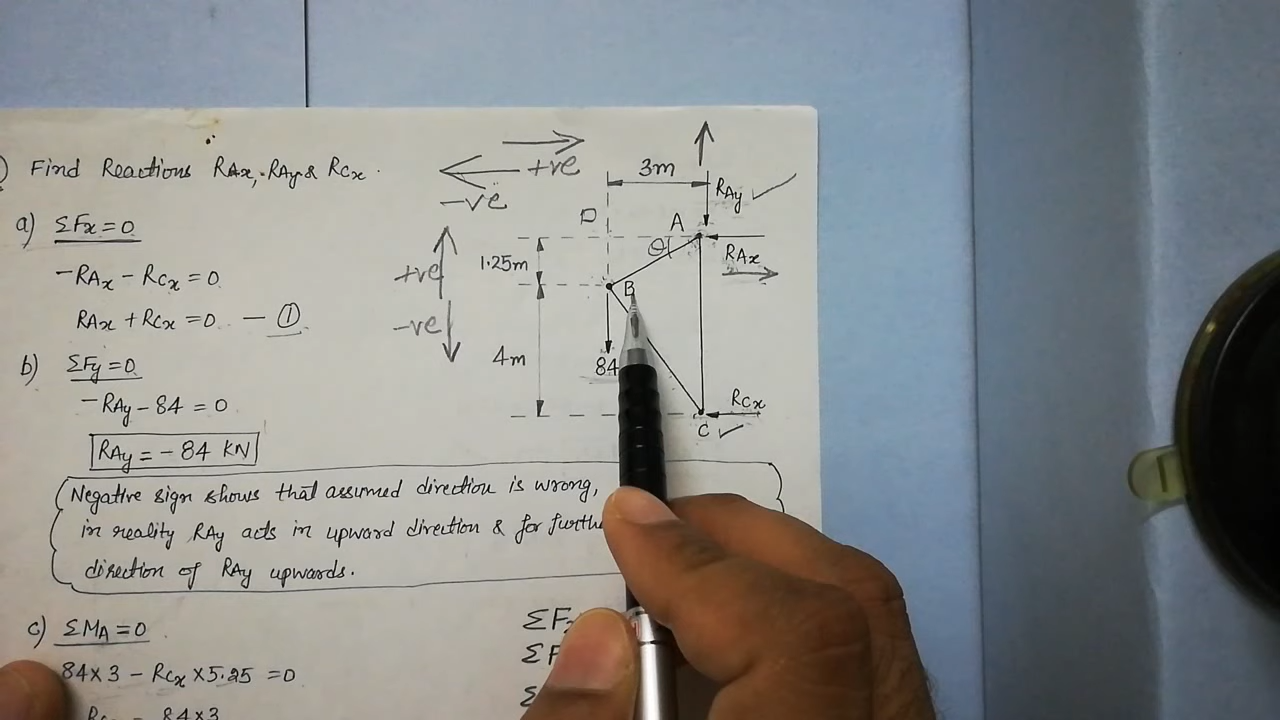 Find Reactions RAx, RAy & RCx.
a) ΣFx=0
-RAx - RCx = 0
RAx + RCx = 0 - ①
b) ΣFy=0
-RAy - 84 = 0
RAy = - 84 KN
Negative sign shows that assumed direction is wrong,
in reality RAy acts in upward direction & for
direction of RAy upwards.
c) ΣMA=0
84 x 3 - RCx x 5.25 = 0
84x3
+ve
-ve
+ve
-ve
3m
RAy
D
A
θ
RAx
1.25m
B
4m
84
RCx
C
ΣF
ΣF
Σ